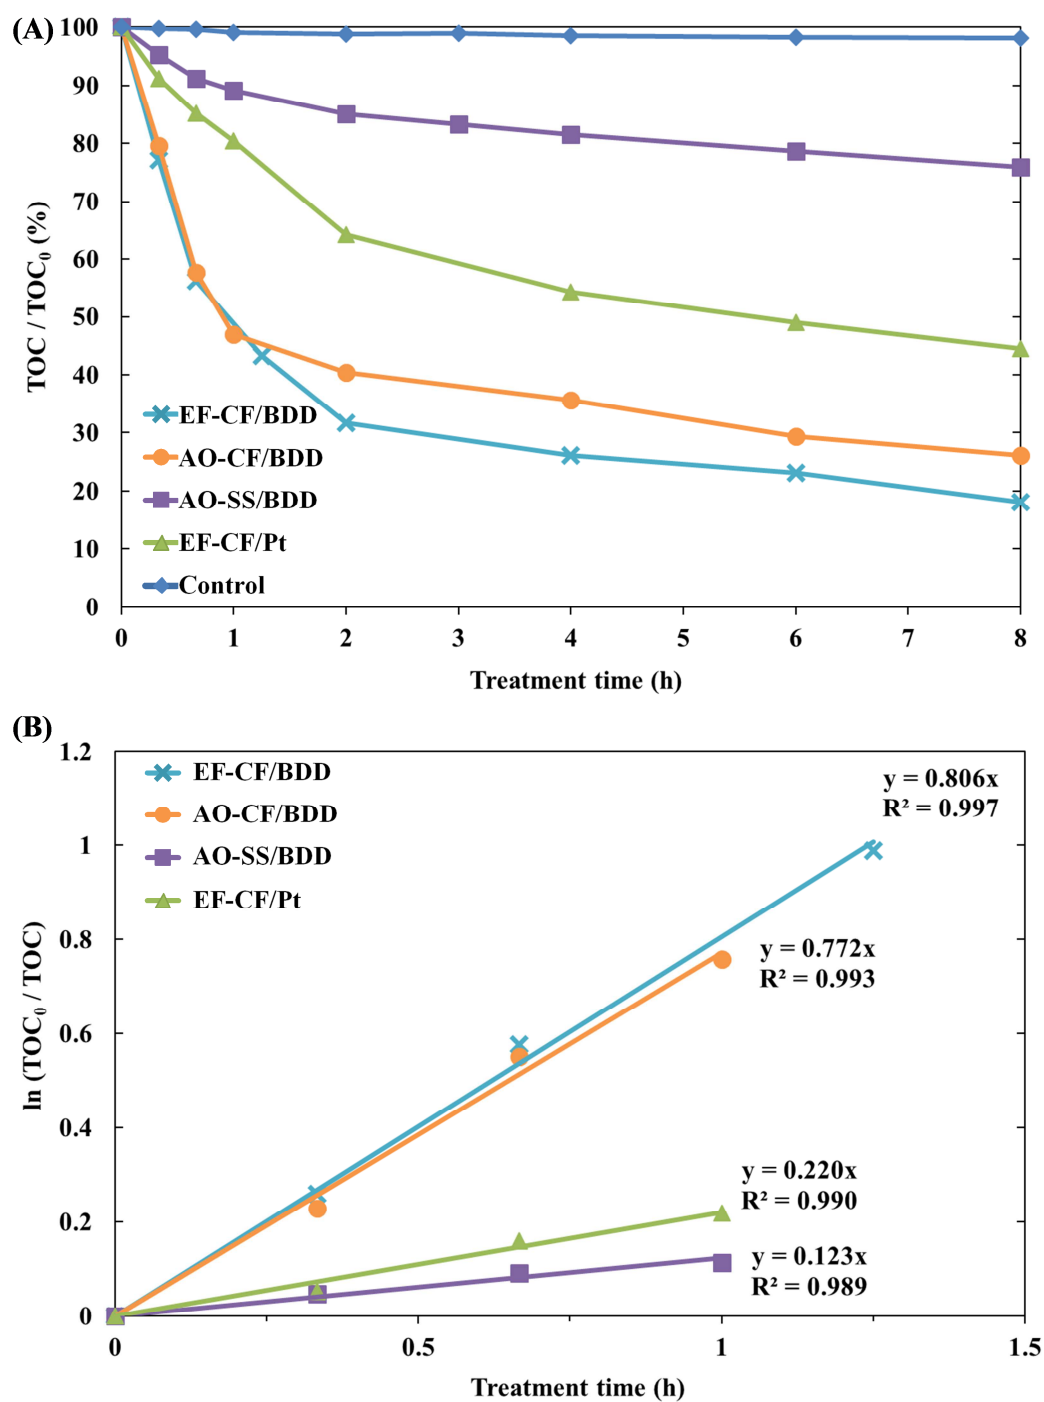 (A)
100
90
80
70
60
50
40
30
20
10
0
TOC / TOC₀ (%)
EF-CF/BDD
AO-CF/BDD
AO-SS/BDD
EF-CF/Pt
Control
0 1 2 3 4 5 6 7 8
Treatment time (h)
(B)
1.2
1
0.8
0.6
0.4
0.2
0
ln (TOC₀ / TOC)
EF-CF/BDD
AO-CF/BDD
AO-SS/BDD
EF-CF/Pt
y = 0.806x
R² = 0.997
y = 0.772x
R² = 0.993
y = 0.220x
R² = 0.990
y = 0.123x
R² = 0.989
0 0.5 1 1.5
Treatment time (h)